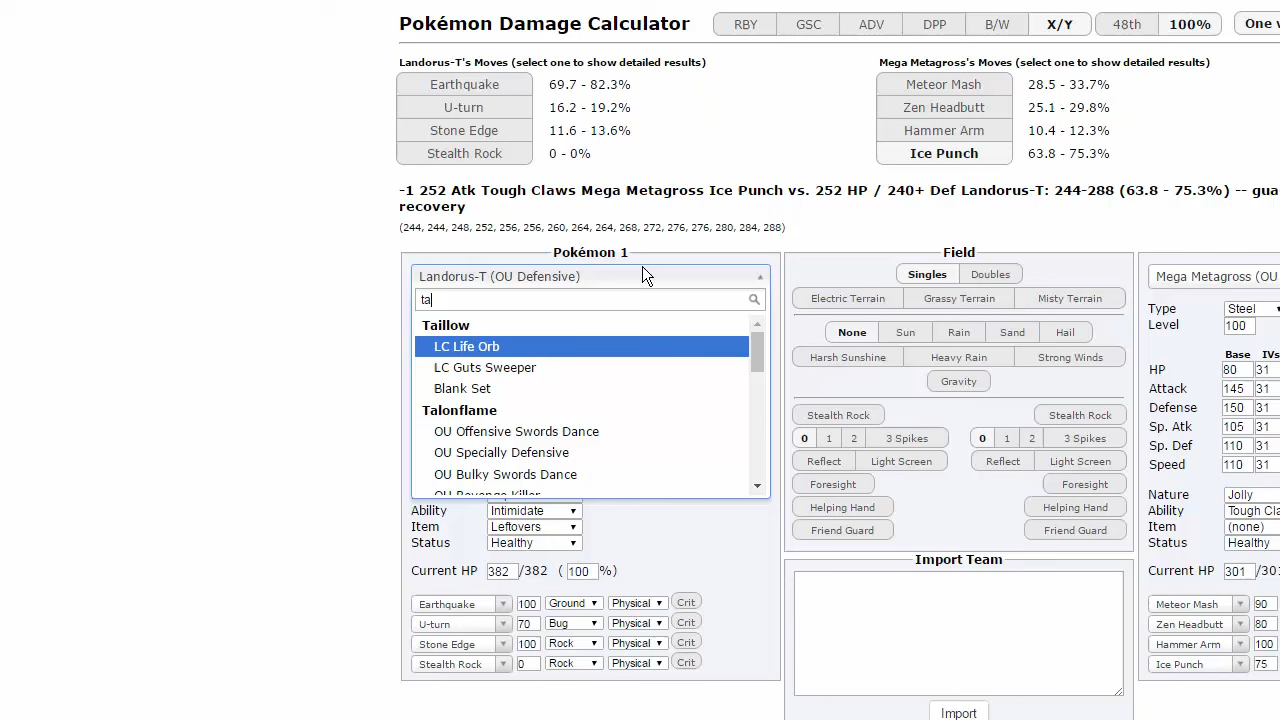 Pokémon Damage Calculator RBY GSC ADV DPP B/W X/Y 48th 100% One v
Landorus-T's Moves (select one to show detailed results)
Earthquake 69.7 - 82.3%
U-turn 16.2 - 19.2%
Stone Edge 11.6 - 13.6%
Stealth Rock 0 - 0%
Mega Metagross's Moves (select one to show detailed results)
Meteor Mash 28.5 - 33.7%
Zen Headbutt 25.1 - 29.8%
Hammer Arm 10.4 - 12.3%
Ice Punch 63.8 - 75.3%
-1 252 Atk Tough Claws Mega Metagross Ice Punch vs. 252 HP / 240+ Def Landorus-T: 244-288 (63.8 - 75.3%) -- gua
recovery
(244, 244, 248, 252, 256, 256, 260, 264, 264, 268, 272, 276, 276, 280, 284, 288)
Pokémon 1
Landorus-T (OU Defensive)
ta
Taillow
LC Life Orb
LC Guts Sweeper
Blank Set
Talonflame
OU Offensive Swords Dance
OU Specially Defensive
OU Bulky Swords Dance
OU Revenge Killer
Ability Intimidate
Item Leftovers
Status Healthy
Current HP 382 /382 ( 100 %)
Earthquake 100 Ground Physical Crit
U-turn 70 Bug Physical Crit
Stone Edge 100 Rock Physical Crit
Stealth Rock 0 Rock Physical Crit
Field
Singles Doubles
Electric Terrain Grassy Terrain Misty Terrain
None Sun Rain Sand Hail
Harsh Sunshine Heavy Rain Strong Winds
Gravity
Stealth Rock Stealth Rock
0 1 2 3 Spikes 0 1 2 3 Spikes
Reflect Light Screen Reflect Light Screen
Foresight Foresight
Helping Hand Helping Hand
Friend Guard Friend Guard
Import Team
Import
Mega Metagross (OU
Type Steel
Level 100
Base IVs
HP 80 31
Attack 145 31
Defense 150 31
Sp. Atk 105 31
Sp. Def 110 31
Speed 110 31
Nature Jolly
Ability Tough Cla
Item (none)
Status Healthy
Current HP 301 /301
Meteor Mash 90
Zen Headbutt 80
Hammer Arm 100
Ice Punch 75